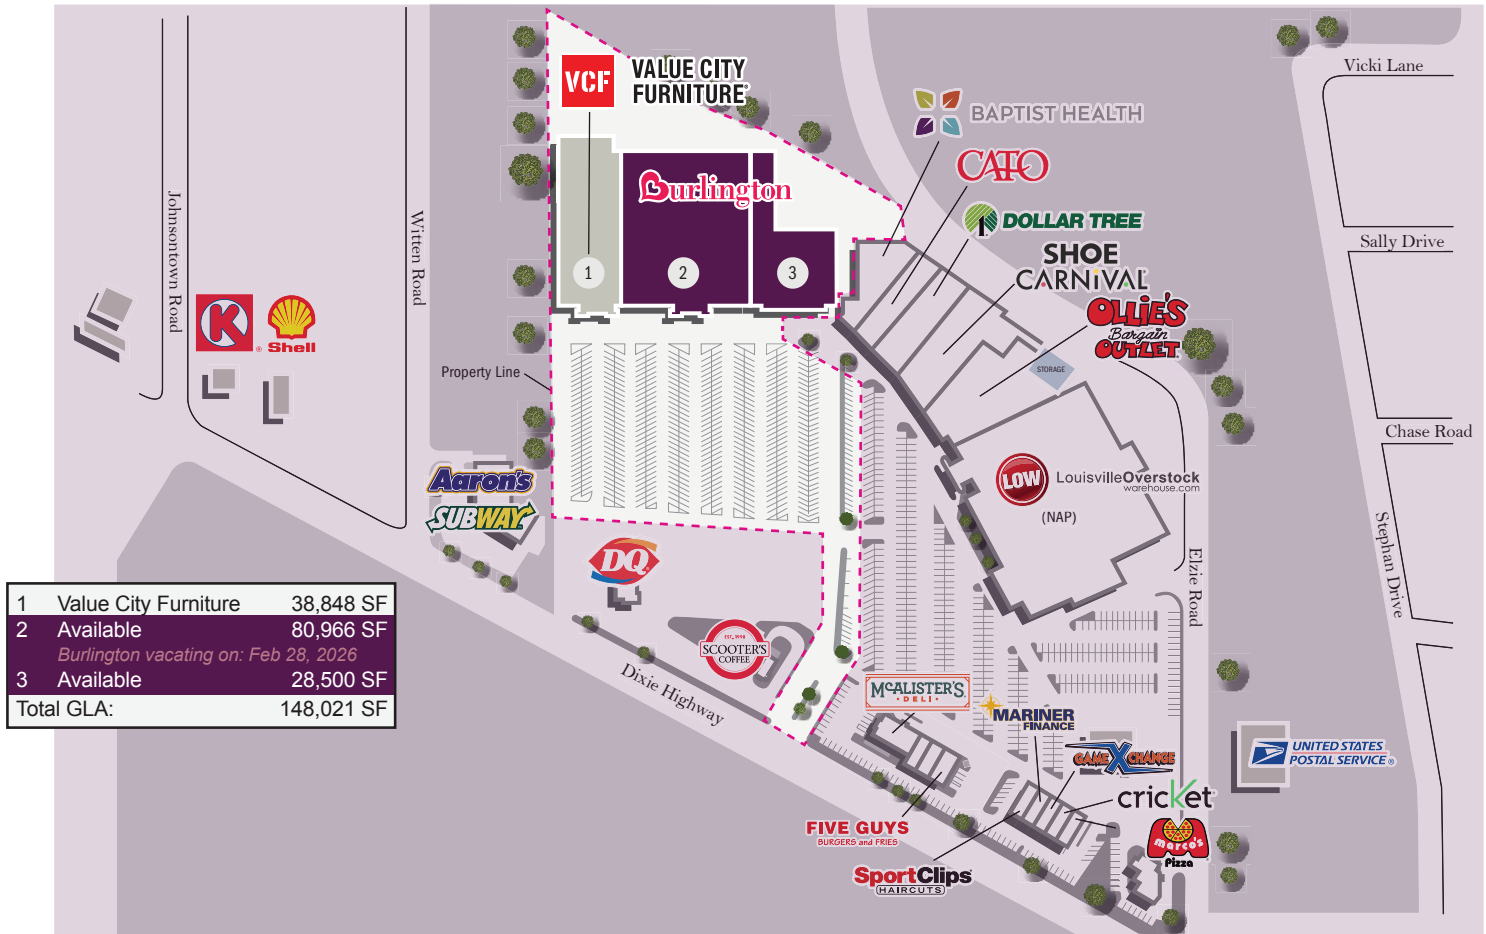 VCF
VALUE CITY
FURNITURE
BAPTIST HEALTH
CATO
DOLLAR TREE
SHOE
CARNIVAL
OLLIE'S
Bargain
OUTLET
STORAGE
Burlington
1
2
3
Vicki Lane
Sally Drive
Chase Road
Stephan Drive
Elzie Road
Johnsontown Road
Witten Road
K
Shell
Property Line
Aaron's
SUBWAY
LOW
LouisvilleOverstock
warehouse.com
(NAP)
DQ
EST. 1998
SCOOTER'S
COFFEE
Dixie Highway
1 Value City Furniture 38,848 SF
2 Available 80,966 SF
Burlington vacating on: Feb 28, 2026
3 Available 28,500 SF
Total GLA: 148,021 SF
McALISTER'S
DELI
MARINER
FINANCE
GAMEXCHANGE
cricket
marco's
Pizza
UNITED STATES
POSTAL SERVICE®
FIVE GUYS
BURGERS and FRIES
SportClips
HAIRCUTS